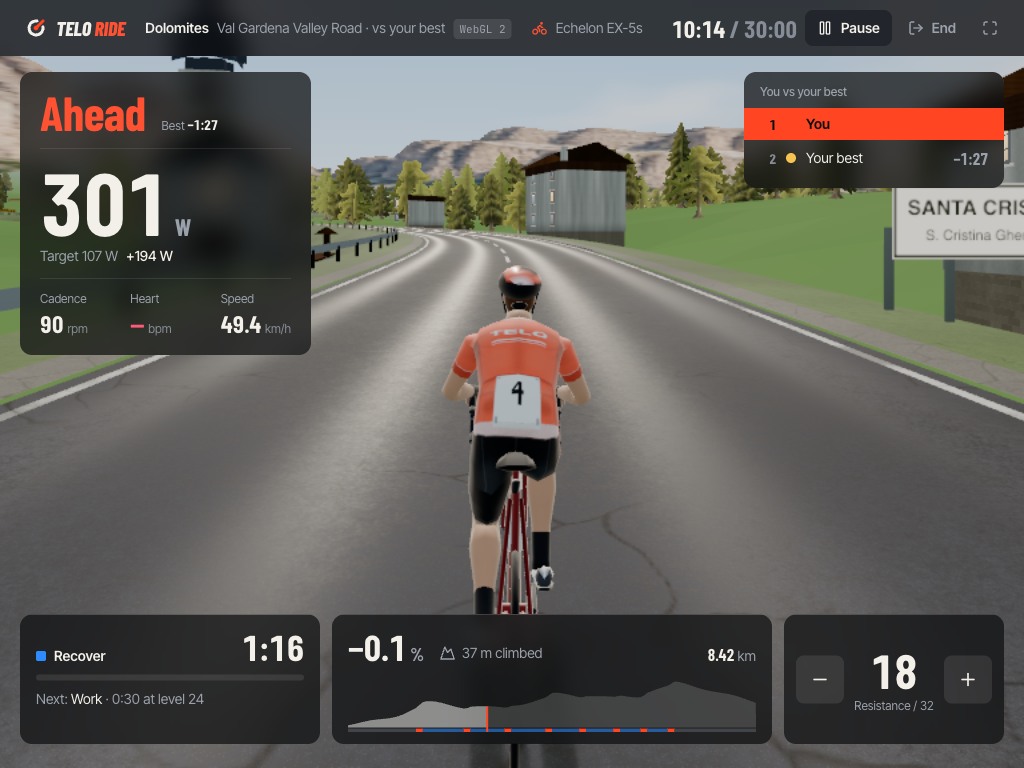 TELO RIDE
Dolomites Val Gardena Valley Road · vs your best WebGL 2 Echelon EX-5s 10:14 / 30:00 Pause End
Ahead Best −1:27
301 W
Target 107 W +194 W
Cadence Heart Speed
90 rpm — bpm 49.4 km/h
You vs your best
1 You
2 Your best −1:27
SANTA CRIS
S. Cristina Gher
TELO
4
Recover 1:16
Next: Work · 0:30 at level 24
−0.1 % 37 m climbed 8.42 km
− 18 +
Resistance / 32